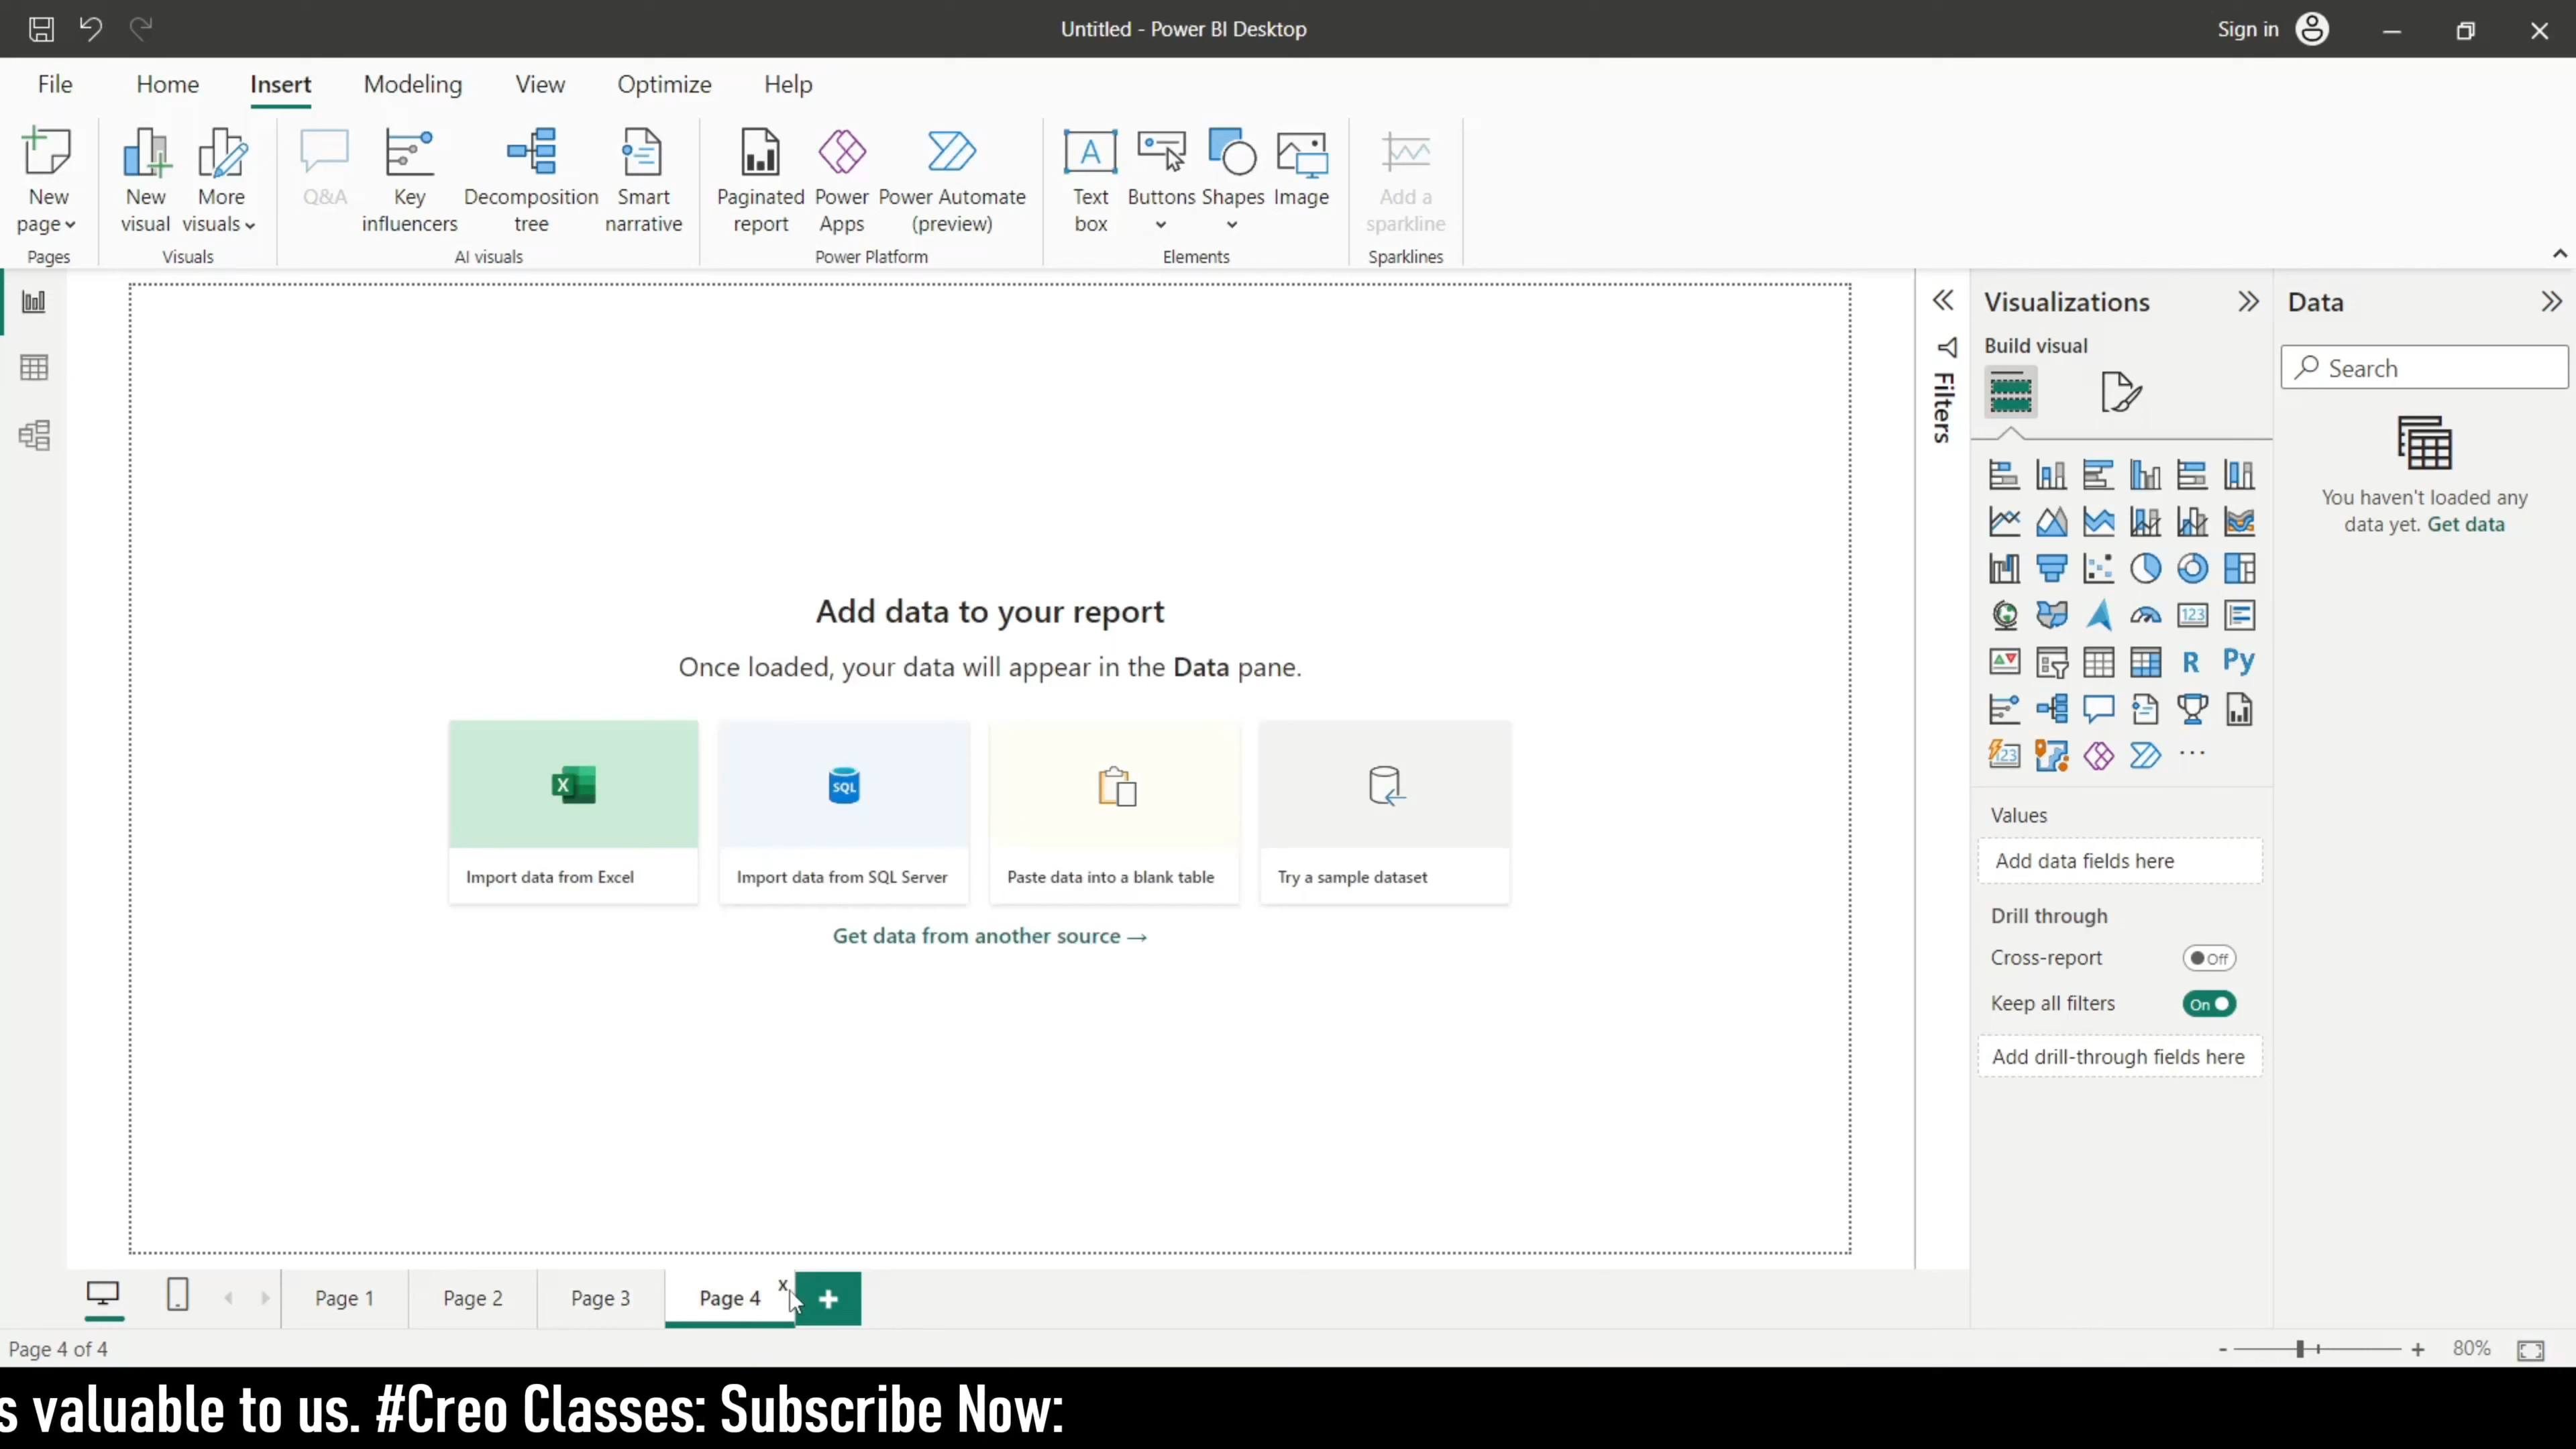 Untitled - Power BI Desktop
Sign in
File
Home
Insert
Modeling
View
Optimize
Help
New page
New visual
More visuals
Q&A
Key influencers
Decomposition tree
Smart narrative
Paginated report
Power Apps
Power Automate (preview)
Text box
Buttons
Shapes
Image
Add a sparkline
Pages
Visuals
AI visuals
Power Platform
Elements
Sparklines
Filters
Visualizations
Build visual
Data
Search
You haven't loaded any
data yet. Get data
123
R
Py
123
Values
Add data fields here
Drill through
Cross-report
Off
Keep all filters
On
Add drill-through fields here
Add data to your report
Once loaded, your data will appear in the Data pane.
X
SQL
Import data from Excel
Import data from SQL Server
Paste data into a blank table
Try a sample dataset
Get data from another source →
Page 1
Page 2
Page 3
Page 4
x
+
Page 4 of 4
- +
80%
s valuable to us. #Creo Classes: Subscribe Now: